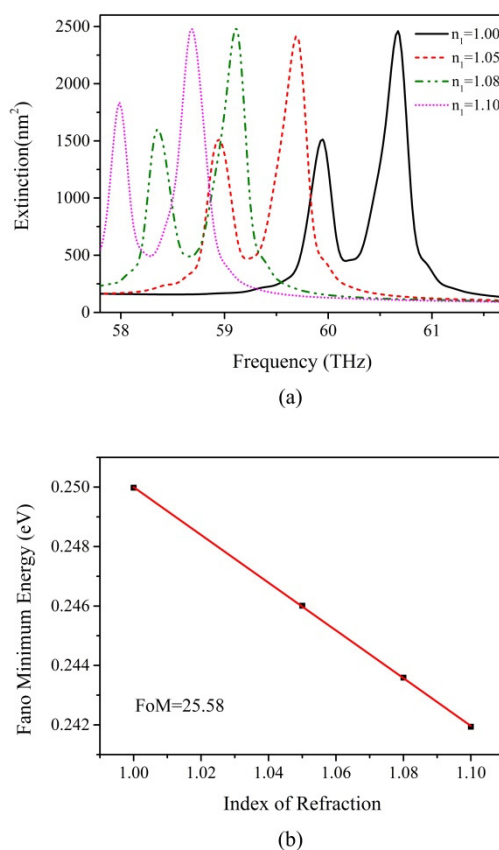 2500
2000
1500
1000
500
0
Extinction(nm²)
n₁=1.00
n₁=1.05
n₁=1.08
n₁=1.10
58 59 60 61
Frequency (THz)
(a)
0.250
0.248
0.246
0.244
0.242
Fano Minimum Energy (eV)
FoM=25.58
1.00 1.02 1.04 1.06 1.08 1.10
Index of Refraction
(b)